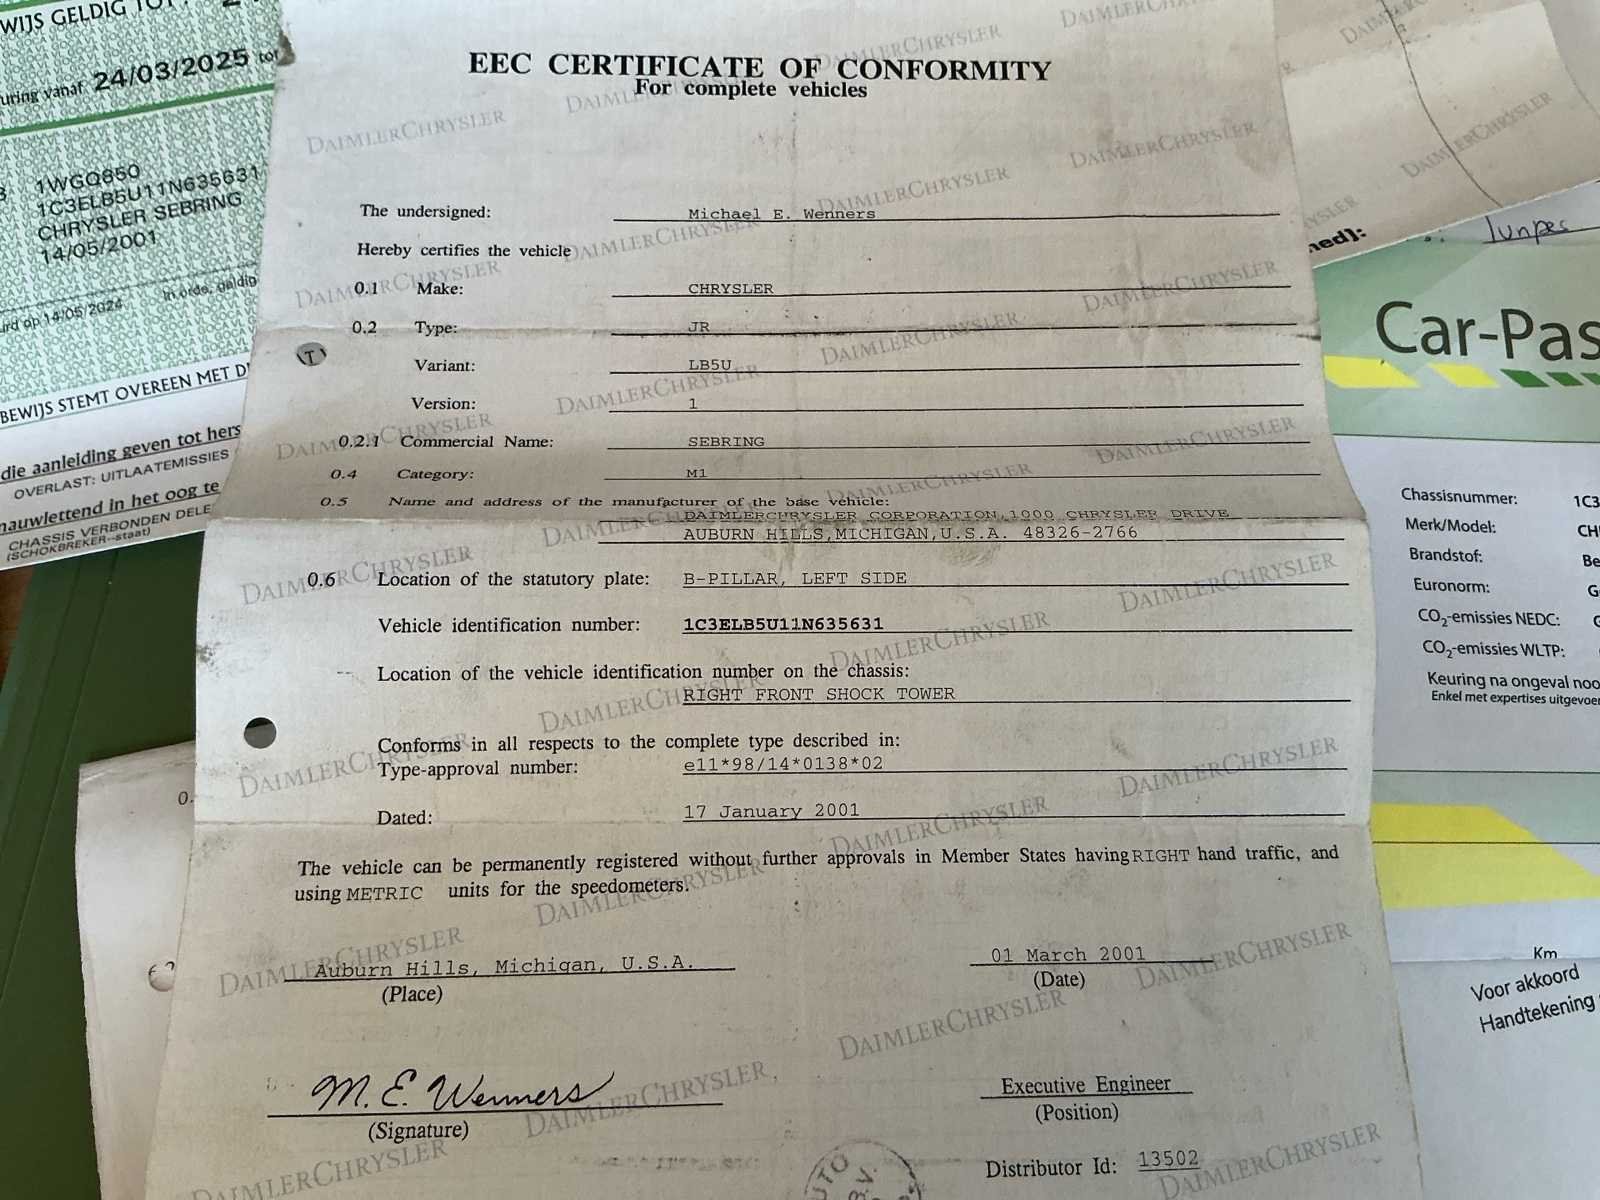 EEC CERTIFICATE OF CONFORMITY
For complete vehicles
The undersigned: Michael E. Wenners
Hereby certifies the vehicle
0.1 Make: CHRYSLER
0.2 Type: JR
Variant: LB5U
Version: 1
0.2.1 Commercial Name: SEBRING
0.4 Category: M1
0.5 Name and address of the manufacturer of the base vehicle:
DAIMLERCHRYSLER CORPORATION,1000 CHRYSLER DRIVE
AUBURN HILLS,MICHIGAN,U.S.A. 48326-2766
0.6 Location of the statutory plate: B-PILLAR, LEFT SIDE
Vehicle identification number: 1C3ELB5U11N635631
Location of the vehicle identification number on the chassis:
RIGHT FRONT SHOCK TOWER
Conforms in all respects to the complete type described in:
Type-approval number: e11*98/14*0138*02
Dated: 17 January 2001
The vehicle can be permanently registered without further approvals in Member States having RIGHT hand traffic, and
using METRIC units for the speedometers.
Auburn Hills, Michigan, U.S.A. 01 March 2001
(Place) (Date)
M. E. Wenners Executive Engineer
(Signature) (Position)
Distributor Id: 13502
DAIMLERCHRYSLER
WIJS GELDIG TOT:
uring vanaf 24/03/2025 tot
1WGQ850
1C3ELB5U11N635631
CHRYSLER SEBRING
14/05/2001
rd op 14/05/2024 In orde, geldig
BEWIJS STEMT OVEREEN MET
die aanleiding geven tot hers
OVERLAST: UITLAATEMISSIES
nauwlettend in het oog te
CHASSIS VERBONDEN DELE
(SCHOKBREKER--staat)
0.
ned]:
Car-Pas
Chassisnummer: 1C3
Merk/Model: CH
Brandstof: Be
Euronorm: G
CO₂-emissies NEDC: G
CO₂-emissies WLTP:
Keuring na ongeval noo
Enkel met expertises uitgevoer
Km
Voor akkoord
Handtekening